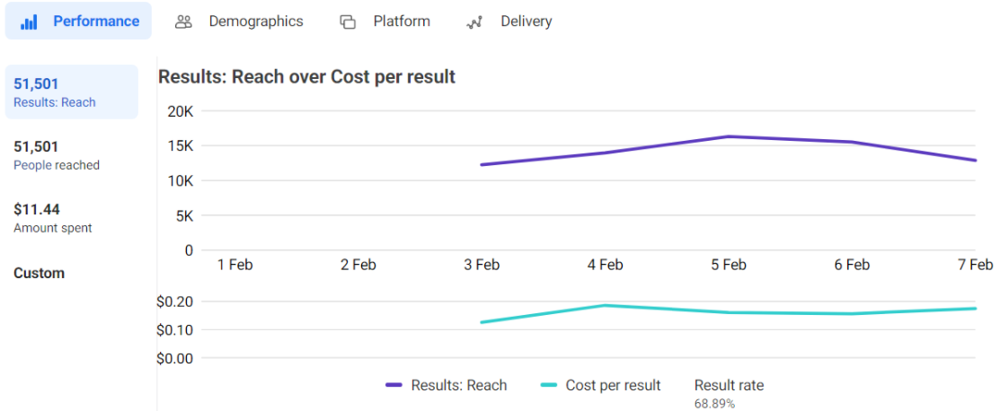 Performance
Demographics
Platform
Delivery
51,501
Results: Reach
51,501
People reached
$11.44
Amount spent
Custom
Results: Reach over Cost per result
20K
15K
10K
5K
0
1 Feb
2 Feb
3 Feb
4 Feb
5 Feb
6 Feb
7 Feb
$0.20
$0.10
$0.00
Results: Reach
Cost per result
Result rate
68.89%